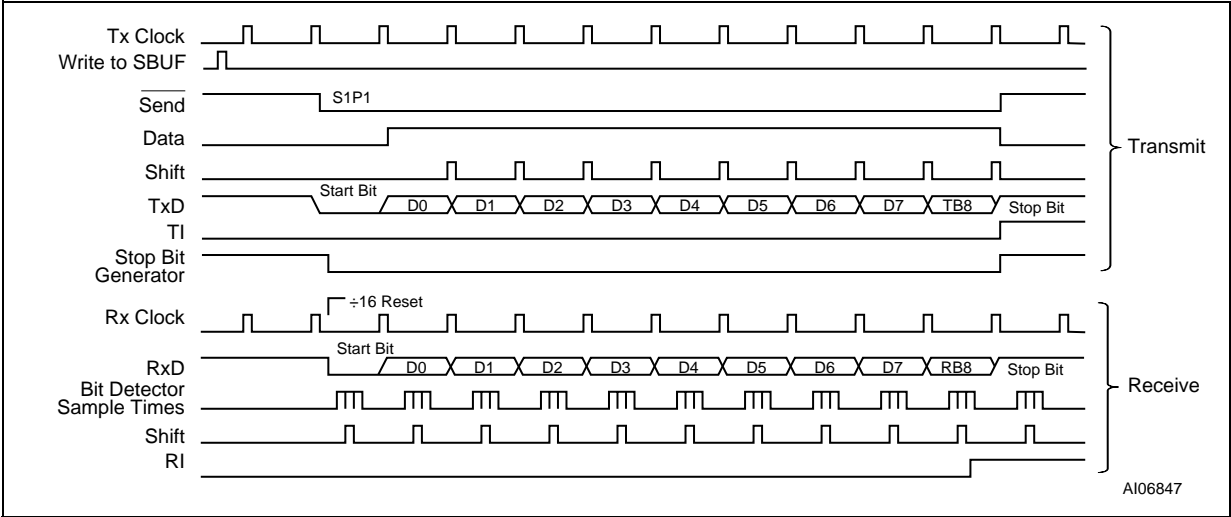 Tx Clock
Write to SBUF
Send
S1P1
Data
Shift
Start Bit
TxD
D0 D1 D2 D3 D4 D5 D6 D7 TB8 Stop Bit
TI
Stop Bit
Generator
Transmit
÷16 Reset
Rx Clock
Start Bit
RxD
D0 D1 D2 D3 D4 D5 D6 D7 RB8 Stop Bit
Bit Detector
Sample Times
Shift
RI
Receive
AI06847